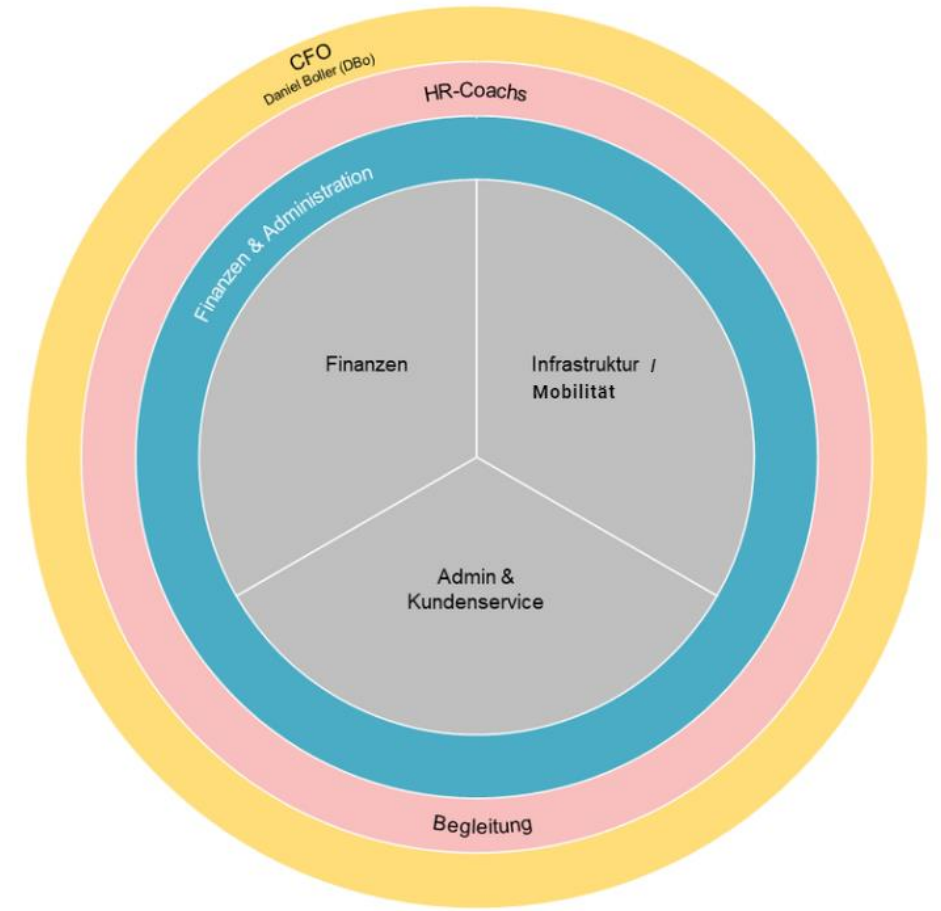 CFO
Daniel Boller (DBo)
HR-Coachs
Finanzen & Administration
Finanzen
Infrastruktur /
Mobilität
Admin &
Kundenservice
Begleitung